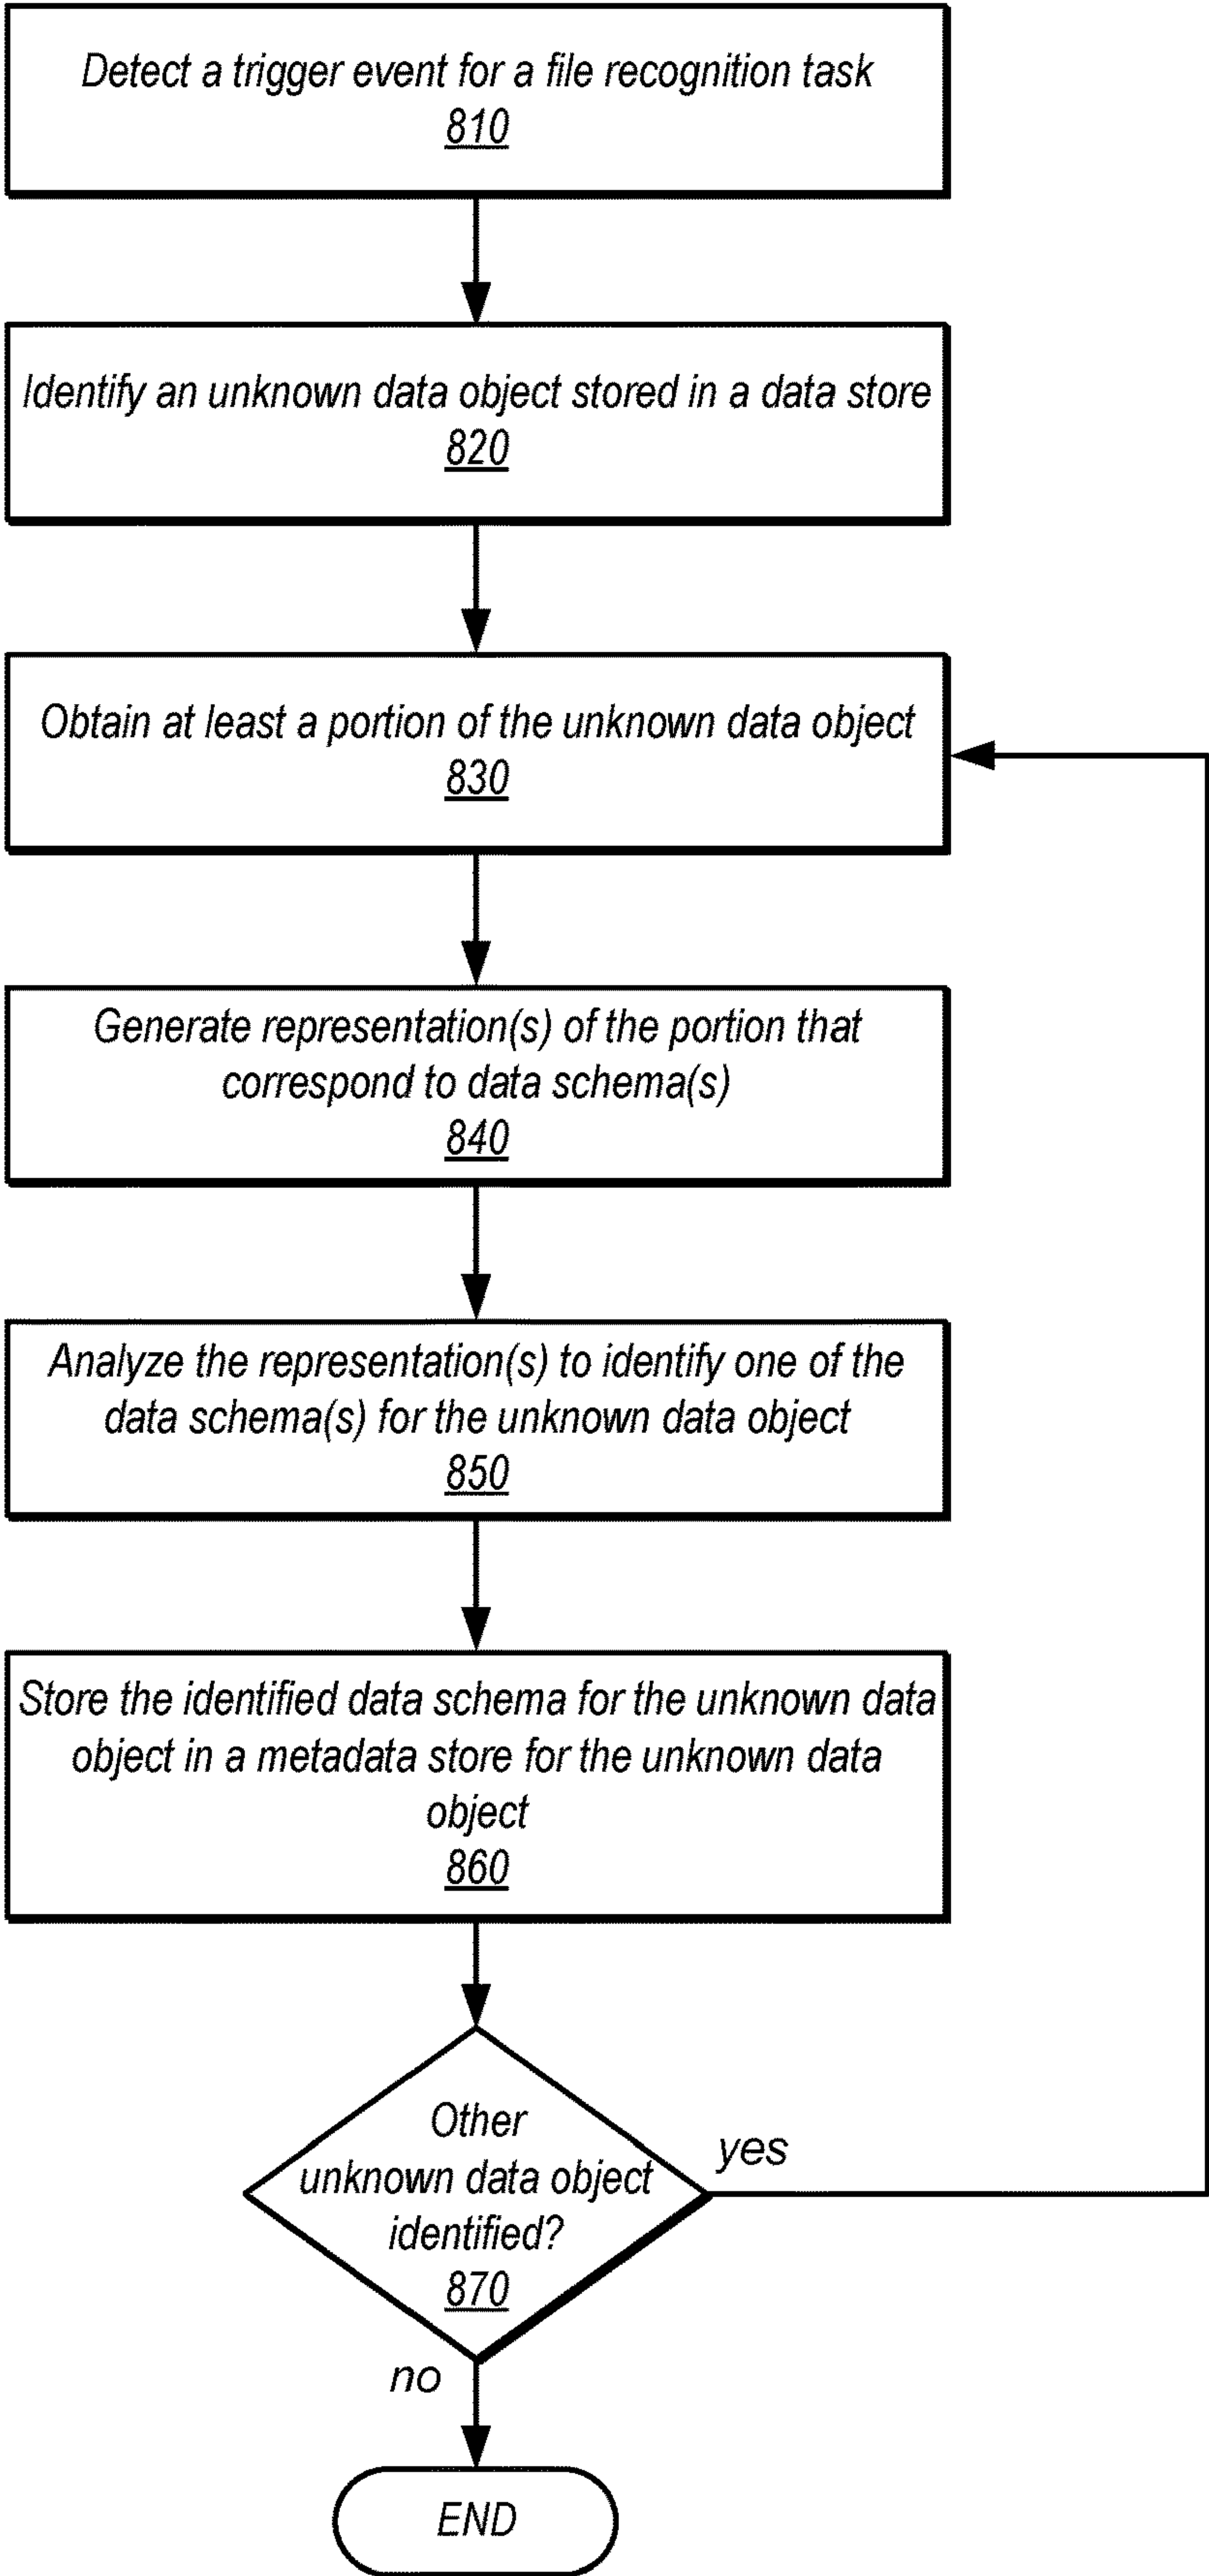 Detect a trigger event for a file recognition task
810
Identify an unknown data object stored in a data store
820
Obtain at least a portion of the unknown data object
830
Generate representation(s) of the portion that
correspond to data schema(s)
840
Analyze the representation(s) to identify one of the
data schema(s) for the unknown data object
850
Store the identified data schema for the unknown data
object in a metadata store for the unknown data
object
860
Other
unknown data object
identified?
870
yes
no
END